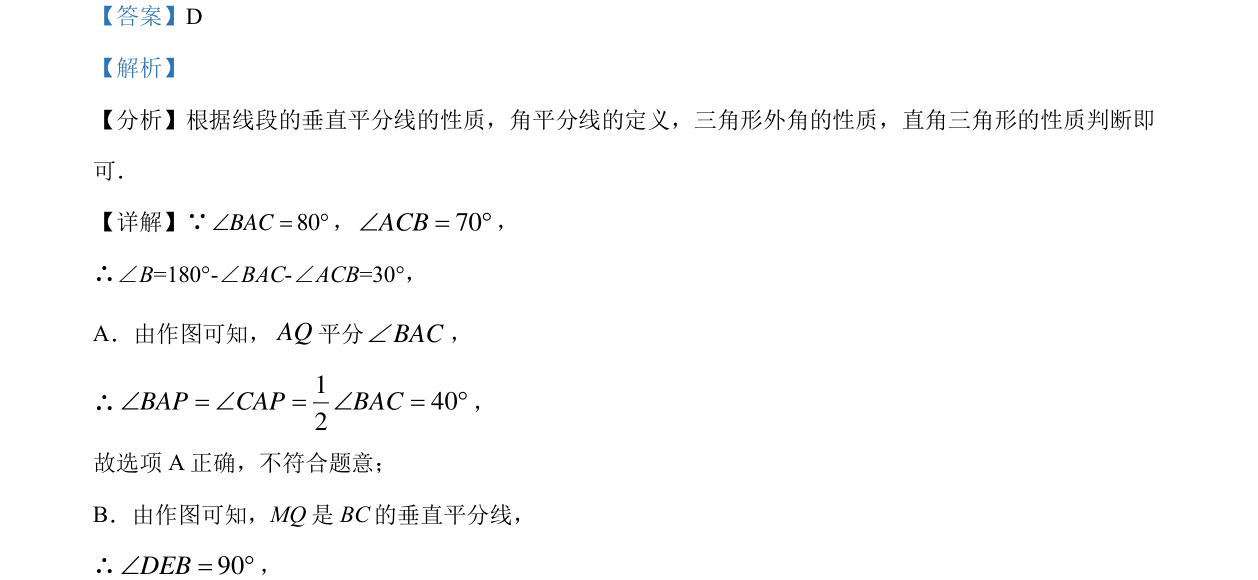 【答案】D
【解析】
【分析】根据线段的垂直平分线的性质，角平分线的定义，三角形外角的性质，直角三角形的性质判断即
可．
【详解】∵∠BAC＝80°，∠ACB＝70°，
∴∠B=180°-∠BAC-∠ACB=30°，
A．由作图可知，AQ平分∠BAC，
∴∠BAP＝∠CAP＝1/2∠BAC＝40°，
故选项 A 正确，不符合题意；
B．由作图可知，MQ 是 BC 的垂直平分线，
∴∠DEB＝90°，